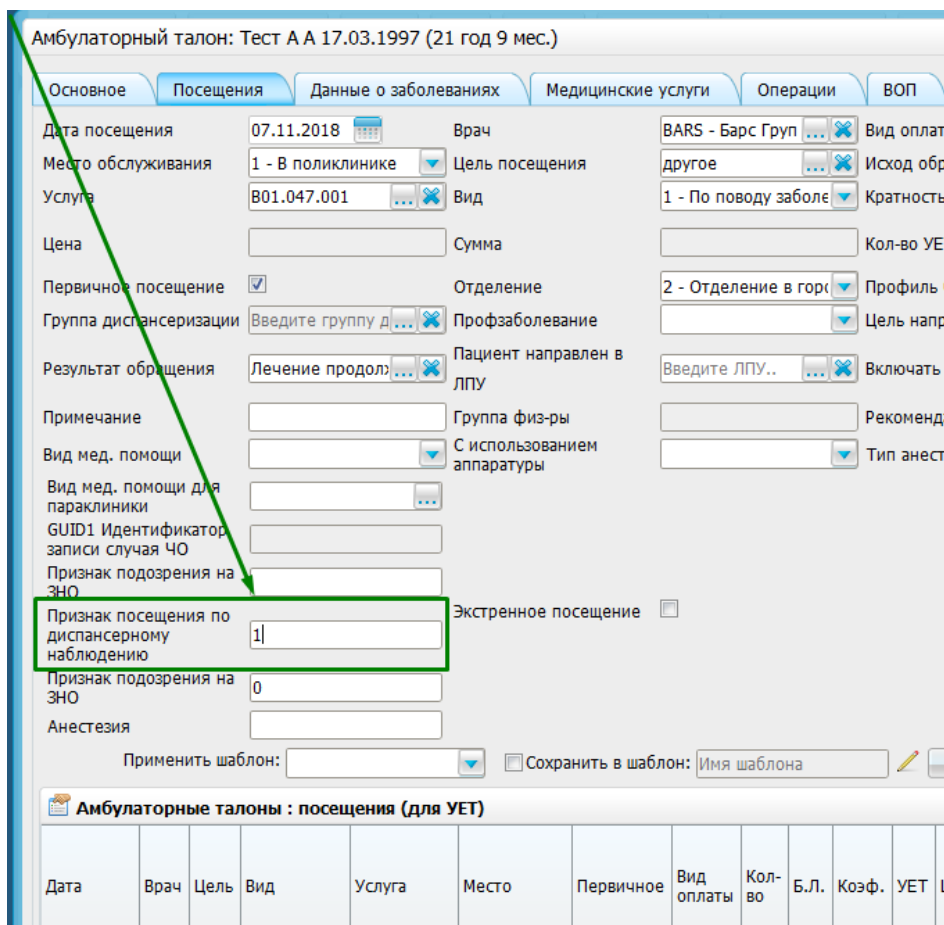 Амбулаторный талон: Тест А А 17.03.1997 (21 год 9 мес.)
Основное Посещения Данные о заболеваниях Медицинские услуги Операции ВОП
Дата посещения 07.11.2018 Врач BARS - Барс Груп ... Вид
Место обслуживания 1 - В поликлинике Цель посещения другое ... Исход
Услуга B01.047.001 ... Вид 1 - По поводу заболе Кратность
Цена Сумма Кол-во УЕ
Первичное посещение Отделение 2 - Отделение в горо Профиль
Группа диспансеризации Введите группу д ... Профзаболевание Цель напр
Результат обращения Лечение продолж ... Пациент направлен в ЛПУ Введите ЛПУ.. ... Включать
Примечание Группа физ-ры Рекоменд
Вид мед. помощи С использованием аппаратуры Тип анест
Вид мед. помощи для
параклиники ...
GUID1 Идентификатор
записи случая ЧО
Признак подозрения на
ЗНО
Признак посещения по
диспансерному
наблюдению 1
Экстренное посещение
Признак подозрения на
ЗНО 0
Анестезия
Применить шаблон: Сохранить в шаблон: Имя шаблона
Амбулаторные талоны : посещения (для УЕТ)
Дата Врач Цель Вид Услуга Место Первичное Вид оплаты Кол-во Б.Л. Коэф. УЕТ